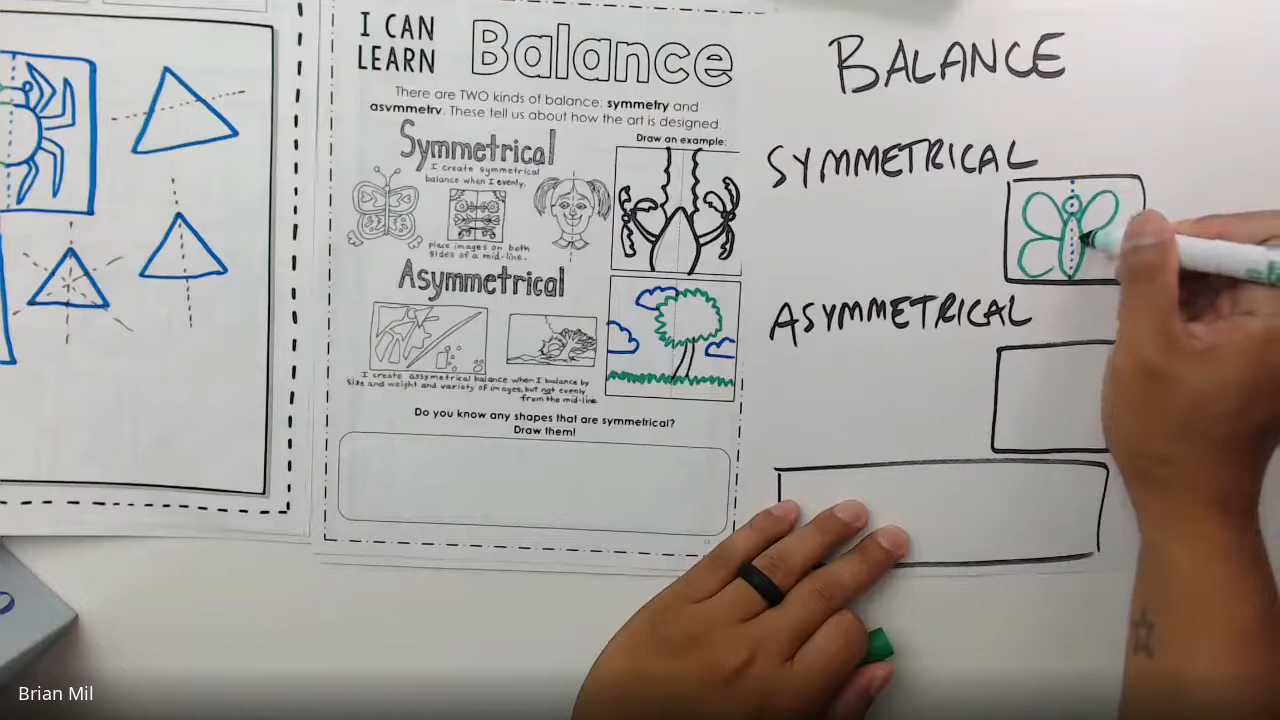 I CAN
LEARN
Balance
There are TWO kinds of balance: symmetry and
asymmetry. These tell us about how the art is designed.
Symmetrical
I create symmetrical
balance when I evenly.
place images on both
sides of a mid-line.
Draw an example:
Asymmetrical
I create assymetrical balance when I balance by
size and weight and variety of images, but not evenly
from the mid-line.
Do you know any shapes that are symmetrical?
Draw them!
BALANCE
SYMMETRICAL
ASYMMETRICAL
Brian Mil